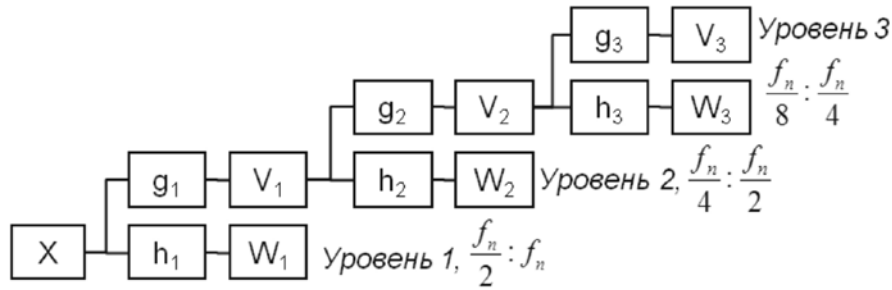 g₃ V₃ Уровень 3
g₂ V₂ h₃ W₃ fₙ/8 : fₙ/4
g₁ V₁ h₂ W₂ Уровень 2, fₙ/4 : fₙ/2
X h₁ W₁ Уровень 1, fₙ/2 : fₙ